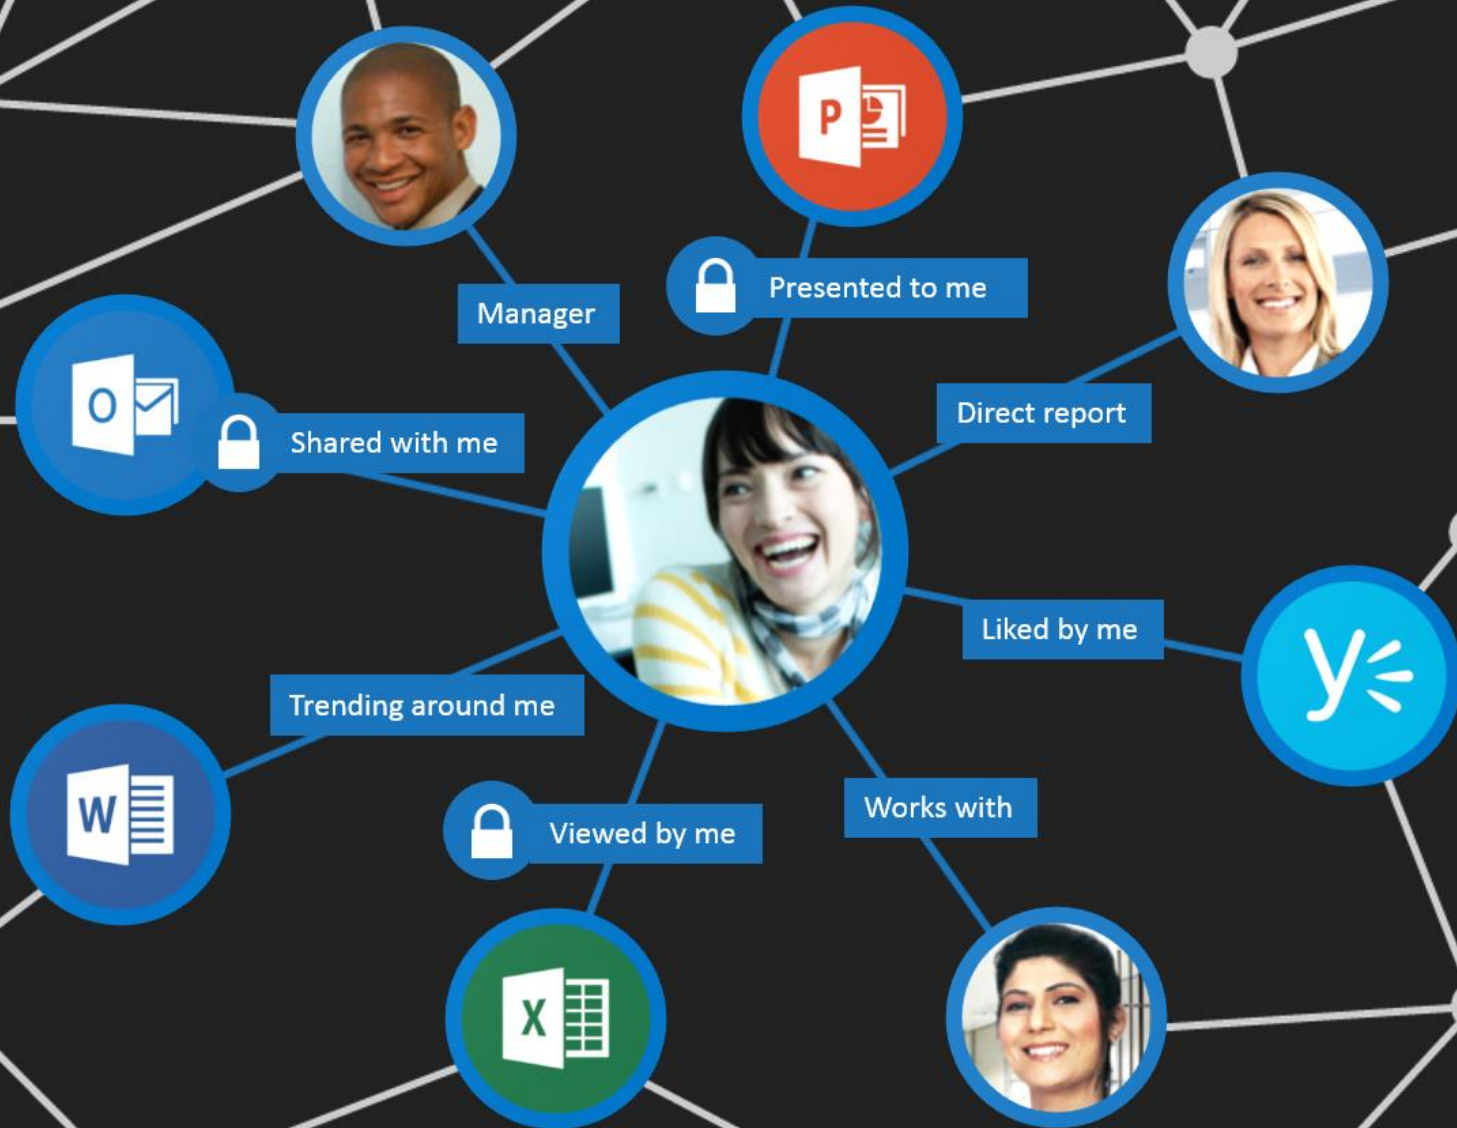 P
Presented to me
Manager
O
Direct report
Shared with me
Liked by me
Trending around me
W
Works with
Viewed by me
X
y